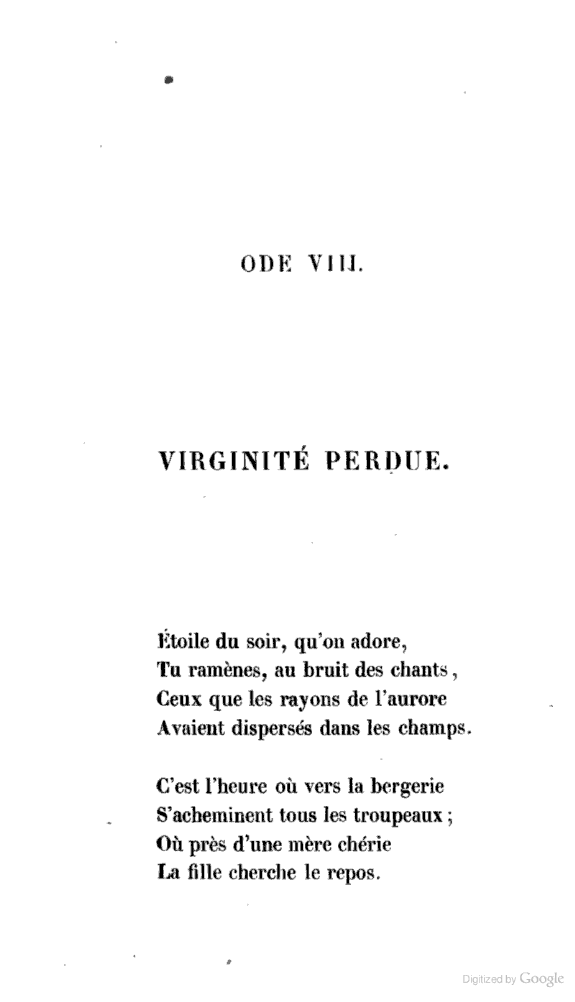 ODE VIII.
VIRGINITÉ PERDUE.
Étoile du soir, qu'on adore,
Tu ramènes, au bruit des chants,
Ceux que les rayons de l'aurore
Avaient dispersés dans les champs.
C'est l'heure où vers la bergerie
S'acheminent tous les troupeaux;
Où près d'une mère chérie
La fille cherche le repos.
Digitized by Google